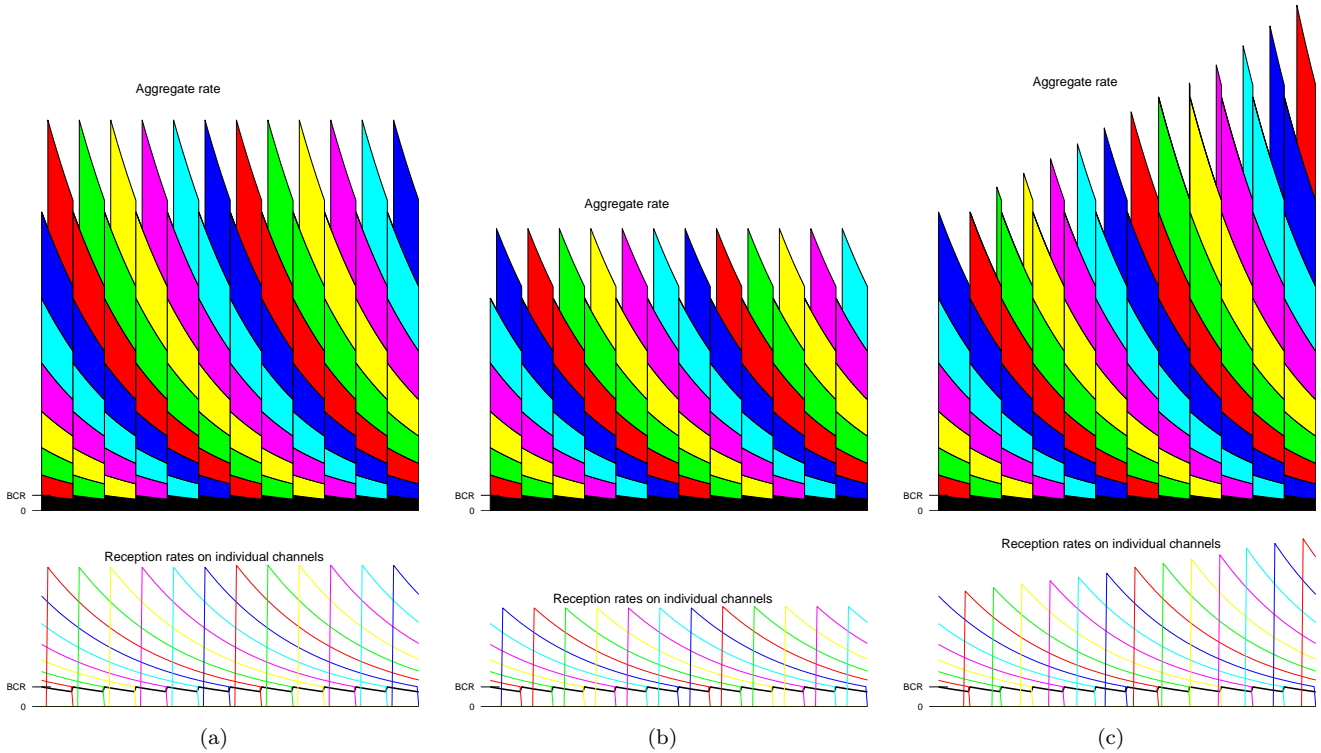 Aggregate rate
BCR
0
Reception rates on individual channels
BCR
0
(a)
Aggregate rate
BCR
0
Reception rates on individual channels
BCR
0
(b)
Aggregate rate
BCR
0
Reception rates on individual channels
BCR
0
(c)